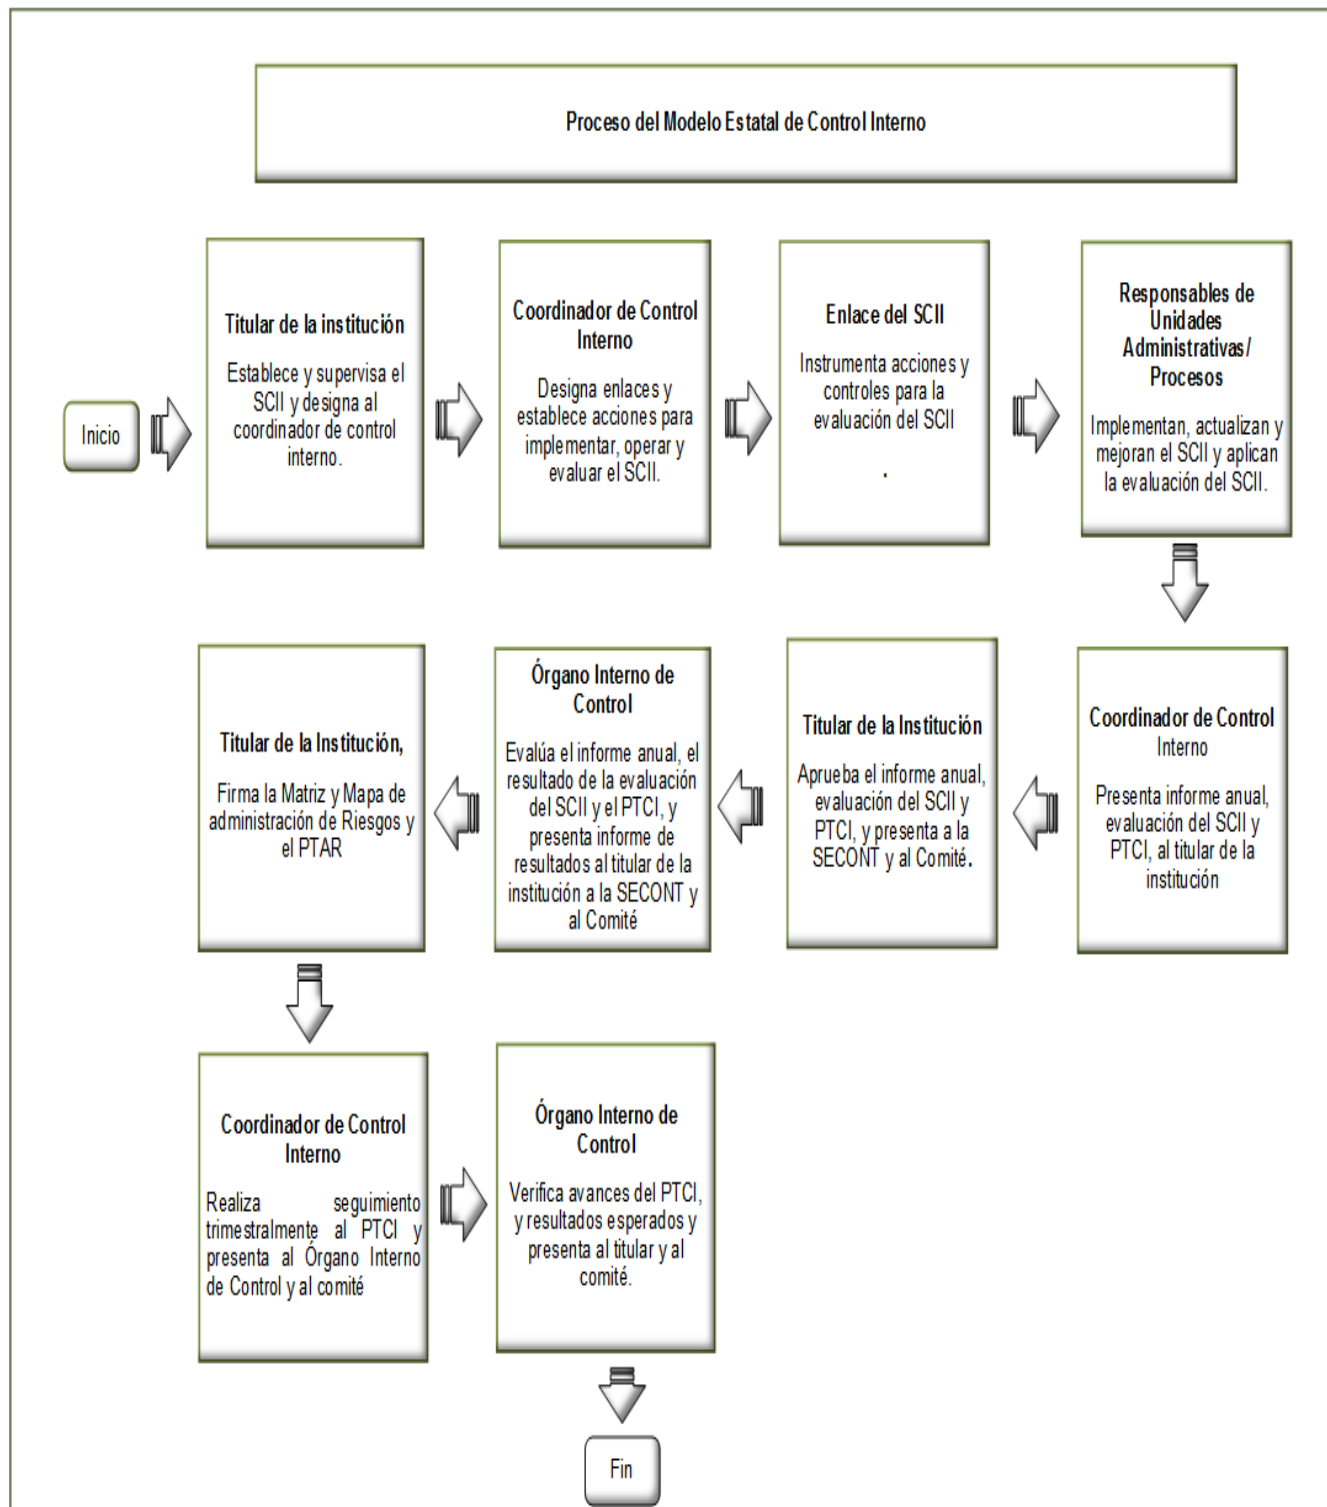 Proceso del Modelo Estatal de Control Interno
Inicio
Titular de la institución
Establece y supervisa el
SCII y designa al
coordinador de control
interno.
Coordinador de Control
Interno
Designa enlaces y
establece acciones para
implementar, operar y
evaluar el SCII.
Enlace del SCII
Instrumenta acciones y
controles para la
evaluación del SCII
.
Responsables de
Unidades
Administrativas/
Procesos
Implementan, actualizan y
mejoran el SCII y aplican
la evaluación del SCII.
Coordinador de Control
Interno
Presenta informe anual,
evaluación del SCII y
PTCI, al titular de la
institución
Titular de la Institución
Aprueba el informe anual,
evaluación del SCII y
PTCI, y presenta a la
SECONT y al Comité.
Órgano Interno de
Control
Evalúa el informe anual, el
resultado de la evaluación
del SCII y el PTCI, y
presenta informe de
resultados al titular de la
institución a la SECONT y
al Comité
Titular de la Institución,
Firma la Matriz y Mapa de
administración de Riesgos y
el PTAR
Coordinador de Control
Interno
Realiza seguimiento
trimestralmente al PTCI y
presenta al Órgano Interno
de Control y al comité
Órgano Interno de
Control
Verifica avances del PTCI,
y resultados esperados y
presenta al titular y al
comité.
Fin